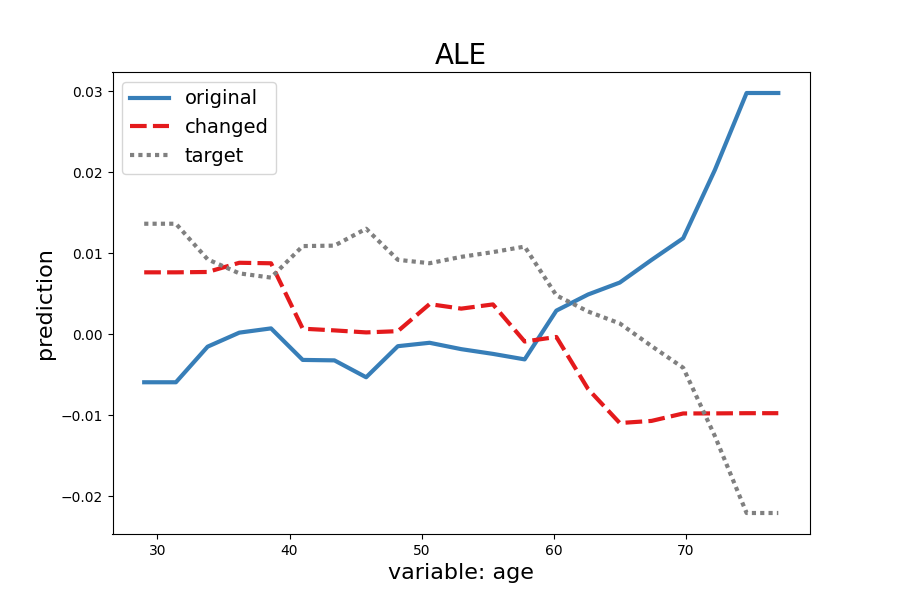 ALE
original
changed
target
prediction
0.03
0.02
0.01
0.00
−0.01
−0.02
30 40 50 60 70
variable: age